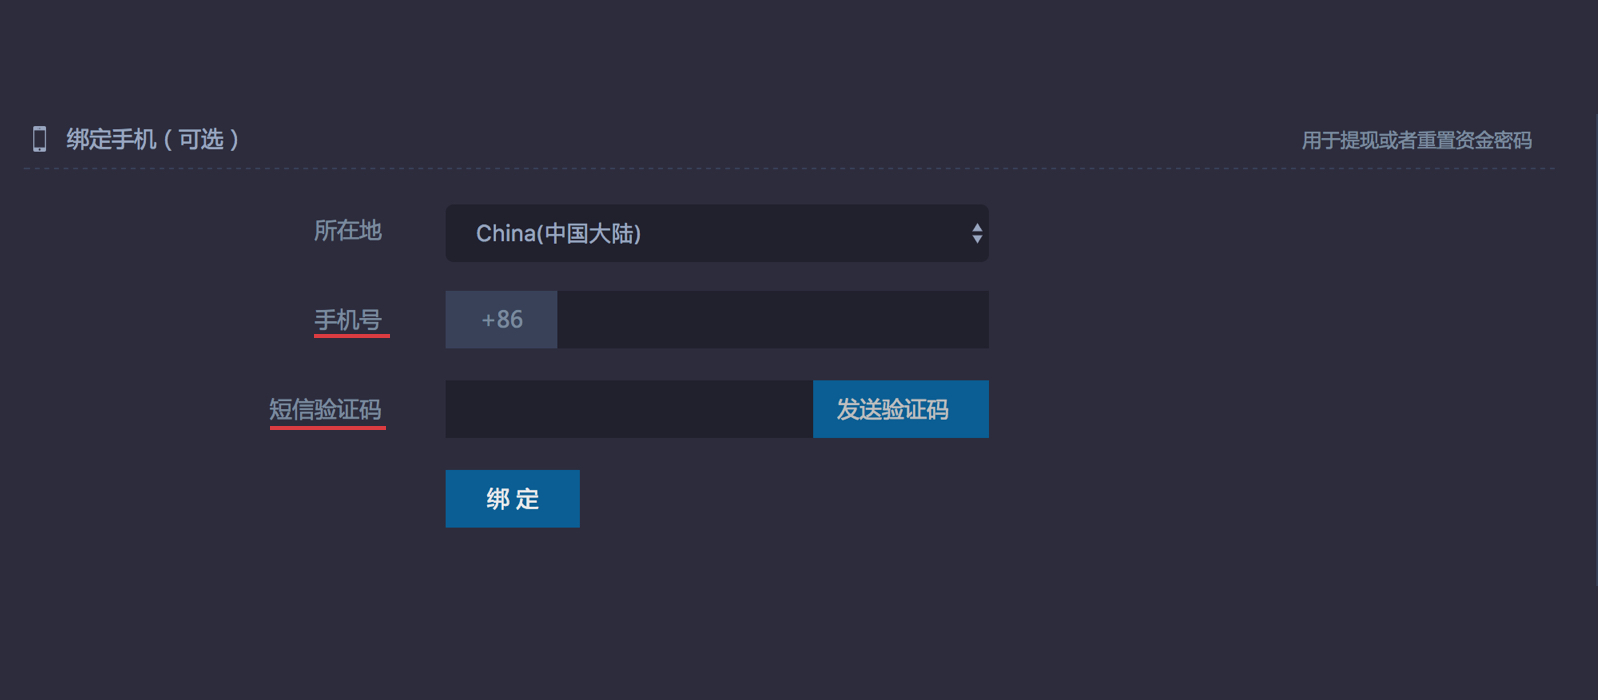 绑定手机（可选）
用于提现或者重置资金密码
所在地
China(中国大陆)
手机号
+86
短信验证码
发送验证码
绑 定